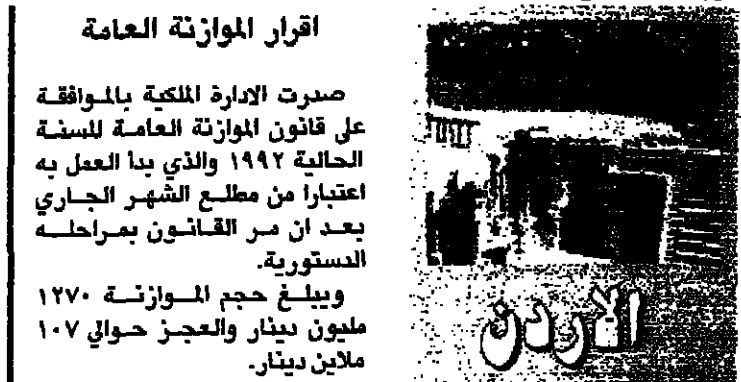 اقرار الموازنة العامة
صدرت الادارة الملكية بالموافقة
على قانون الموازنة العامة للسنة
الحالية ١٩٩٢ والذي بدأ العمل به
اعتبارا من مطلع الشهر الجاري
بعد ان مر القانون بمراحله
الدستورية.
ويبلغ حجم الموازنة ١٢٧٠
مليون دينار والعجز حوالي ١٠٧
ملاين دينار.
الأردن